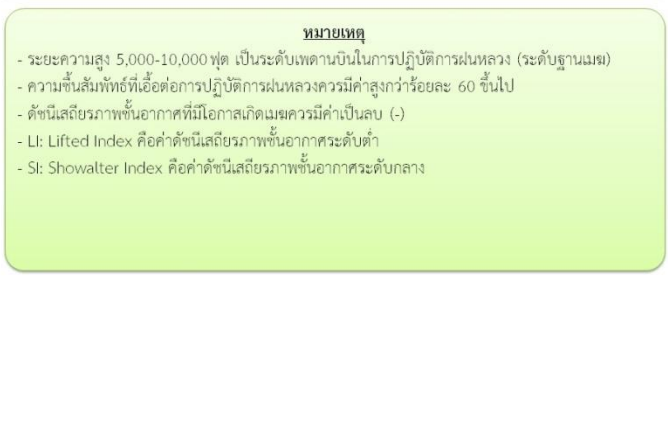 หมายเหตุ
- ระยะความสูง 5,000-10,000 ฟุต เป็นระดับเพดานบินในการปฏิบัติการฝนหลวง (ระดับฐานเมฆ)
- ความชื้นสัมพัทธ์ที่เอื้อต่อการปฏิบัติการฝนหลวงควรมีค่าสูงกว่าร้อยละ 60 ขึ้นไป
- ดัชนีเสถียรภาพชั้นอากาศที่มีโอกาสเกิดเมฆควรมีค่าเป็นลบ (-)
- LI: Lifted Index คือค่าดัชนีเสถียรภาพชั้นอากาศระดับต่ำ
- SI: Showalter Index คือค่าดัชนีเสถียรภาพชั้นอากาศระดับกลาง